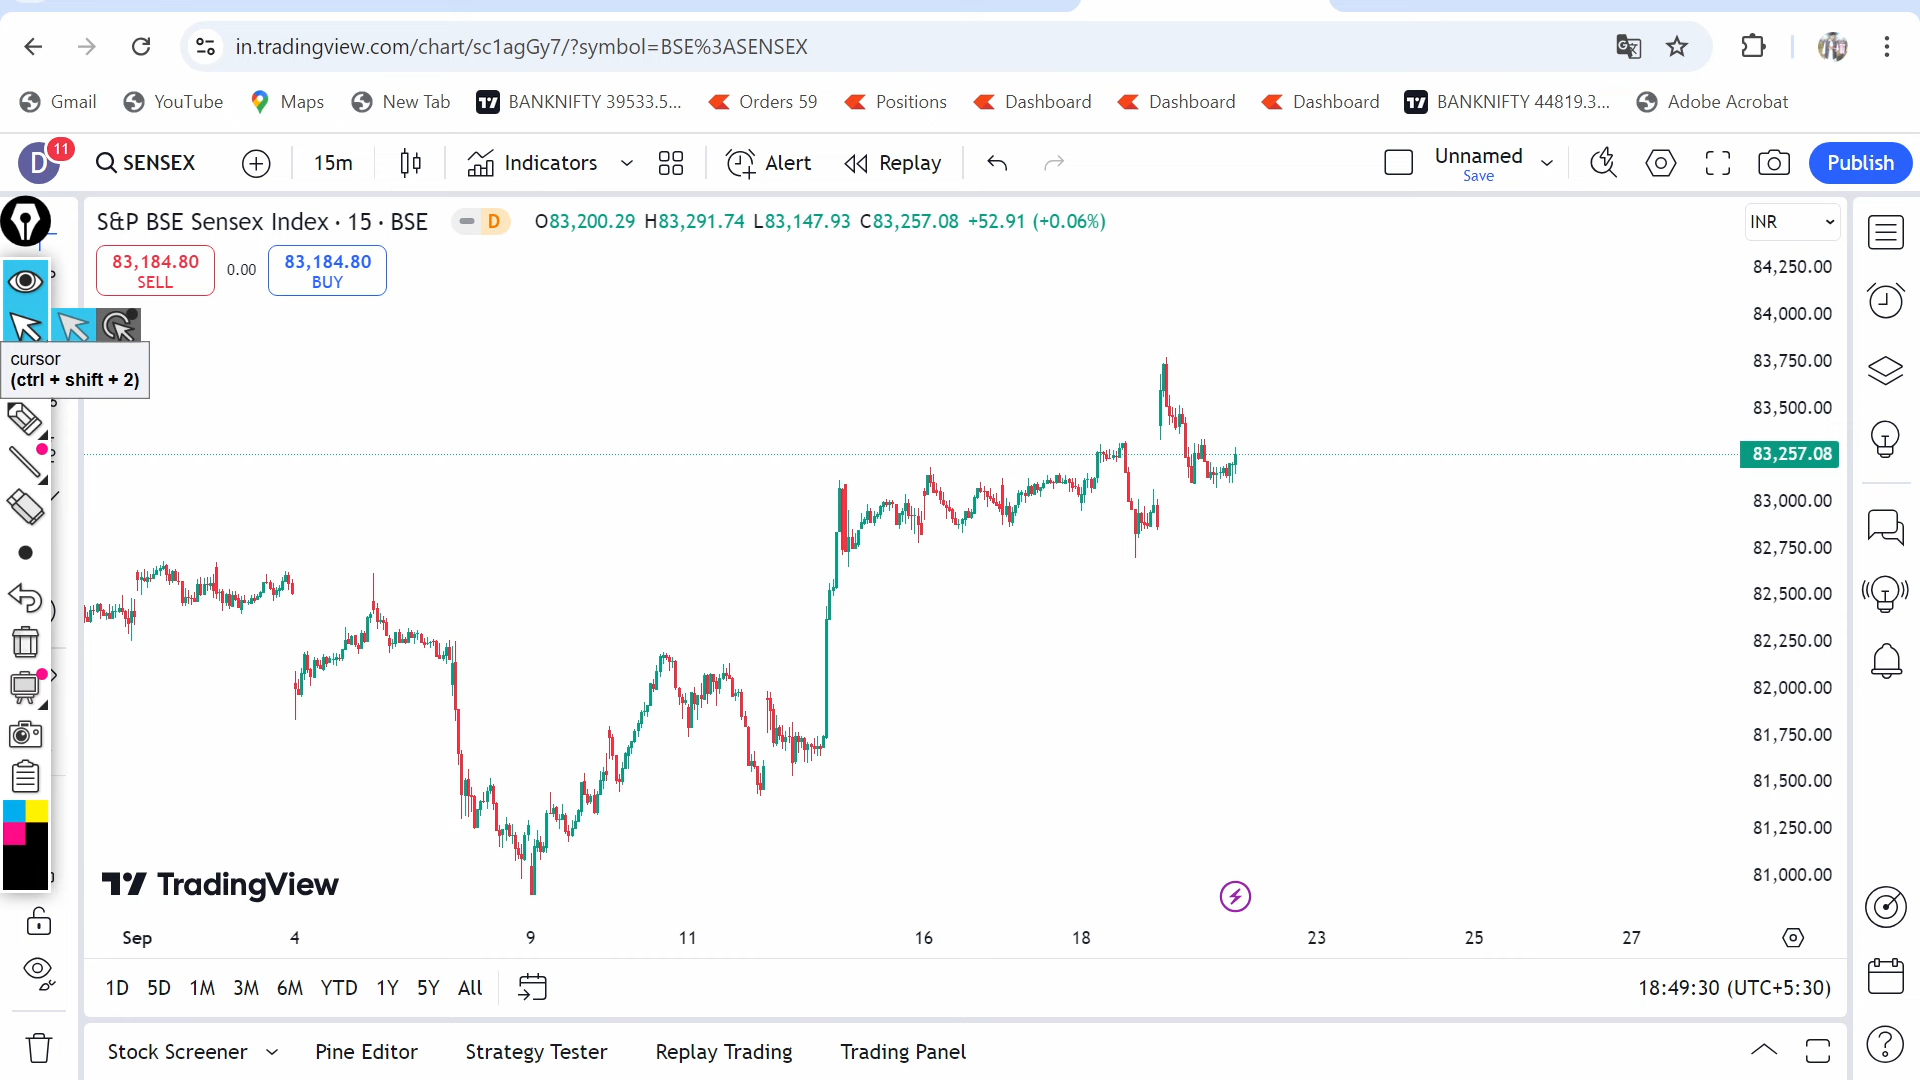 in.tradingview.com/chart/sc1agGy7/?symbol=BSE%3ASENSEX
Gmail YouTube Maps New Tab BANKNIFTY 39533.5... Orders 59 Positions Dashboard Dashboard Dashboard BANKNIFTY 44819.3... Adobe Acrobat
D 11 SENSEX 15m Indicators Alert Replay Unnamed Save Publish
S&P BSE Sensex Index · 15 · BSE D O83,200.29 H83,291.74 L83,147.93 C83,257.08 +52.91 (+0.06%) INR
83,184.80 SELL 0.00 83,184.80 BUY
cursor
(ctrl + shift + 2)
84,250.00
84,000.00
83,750.00
83,500.00
83,257.08
83,000.00
82,750.00
82,500.00
82,250.00
82,000.00
81,750.00
81,500.00
81,250.00
81,000.00
TradingView
Sep 4 9 11 16 18 23 25 27
1D 5D 1M 3M 6M YTD 1Y 5Y All 18:49:30 (UTC+5:30)
Stock Screener Pine Editor Strategy Tester Replay Trading Trading Panel